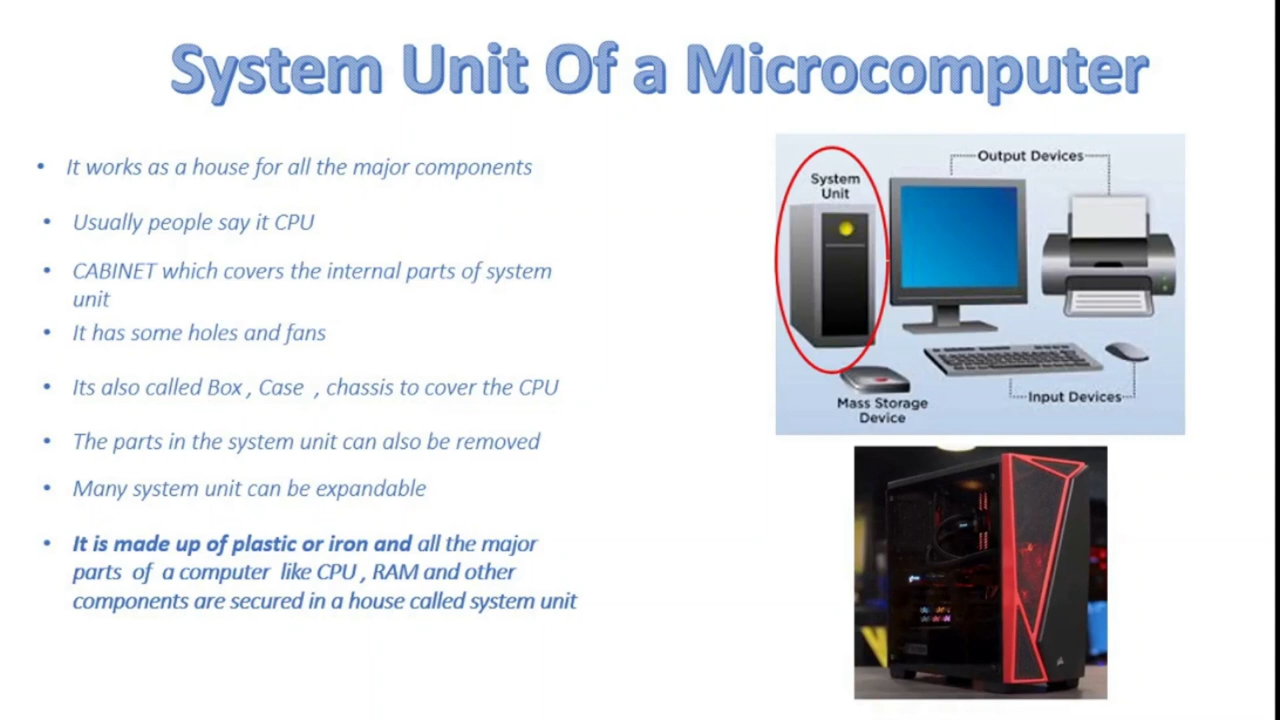 System Unit Of a Microcomputer
• It works as a house for all the major components
• Usually people say it CPU
• CABINET which covers the internal parts of system
unit
• It has some holes and fans
• Its also called Box , Case , chassis to cover the CPU
• The parts in the system unit can also be removed
• Many system unit can be expandable
• It is made up of plastic or iron and all the major
parts of a computer like CPU , RAM and other
components are secured in a house called system unit
Output Devices
System
Unit
Mass Storage
Device
Input Devices